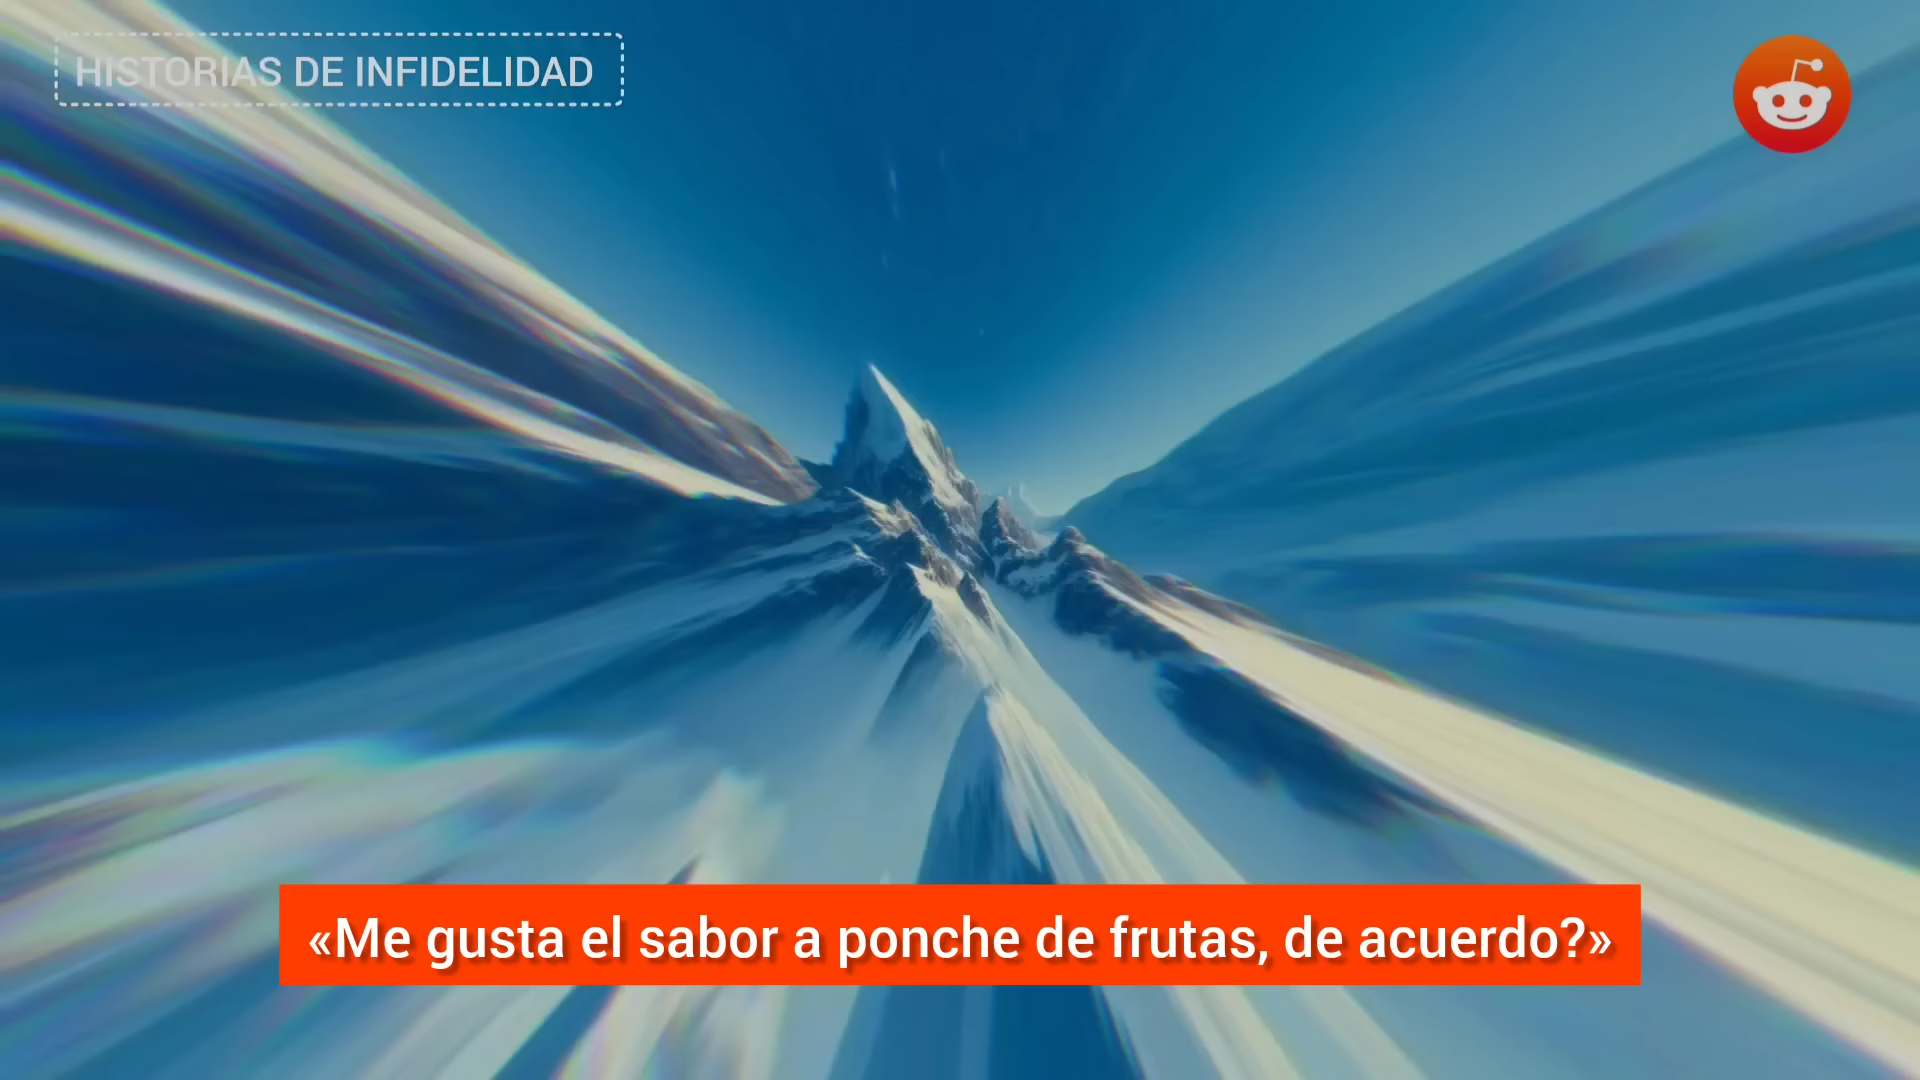 HISTORIAS DE INFIDELIDAD
«Me gusta el sabor a ponche de frutas, de acuerdo?»